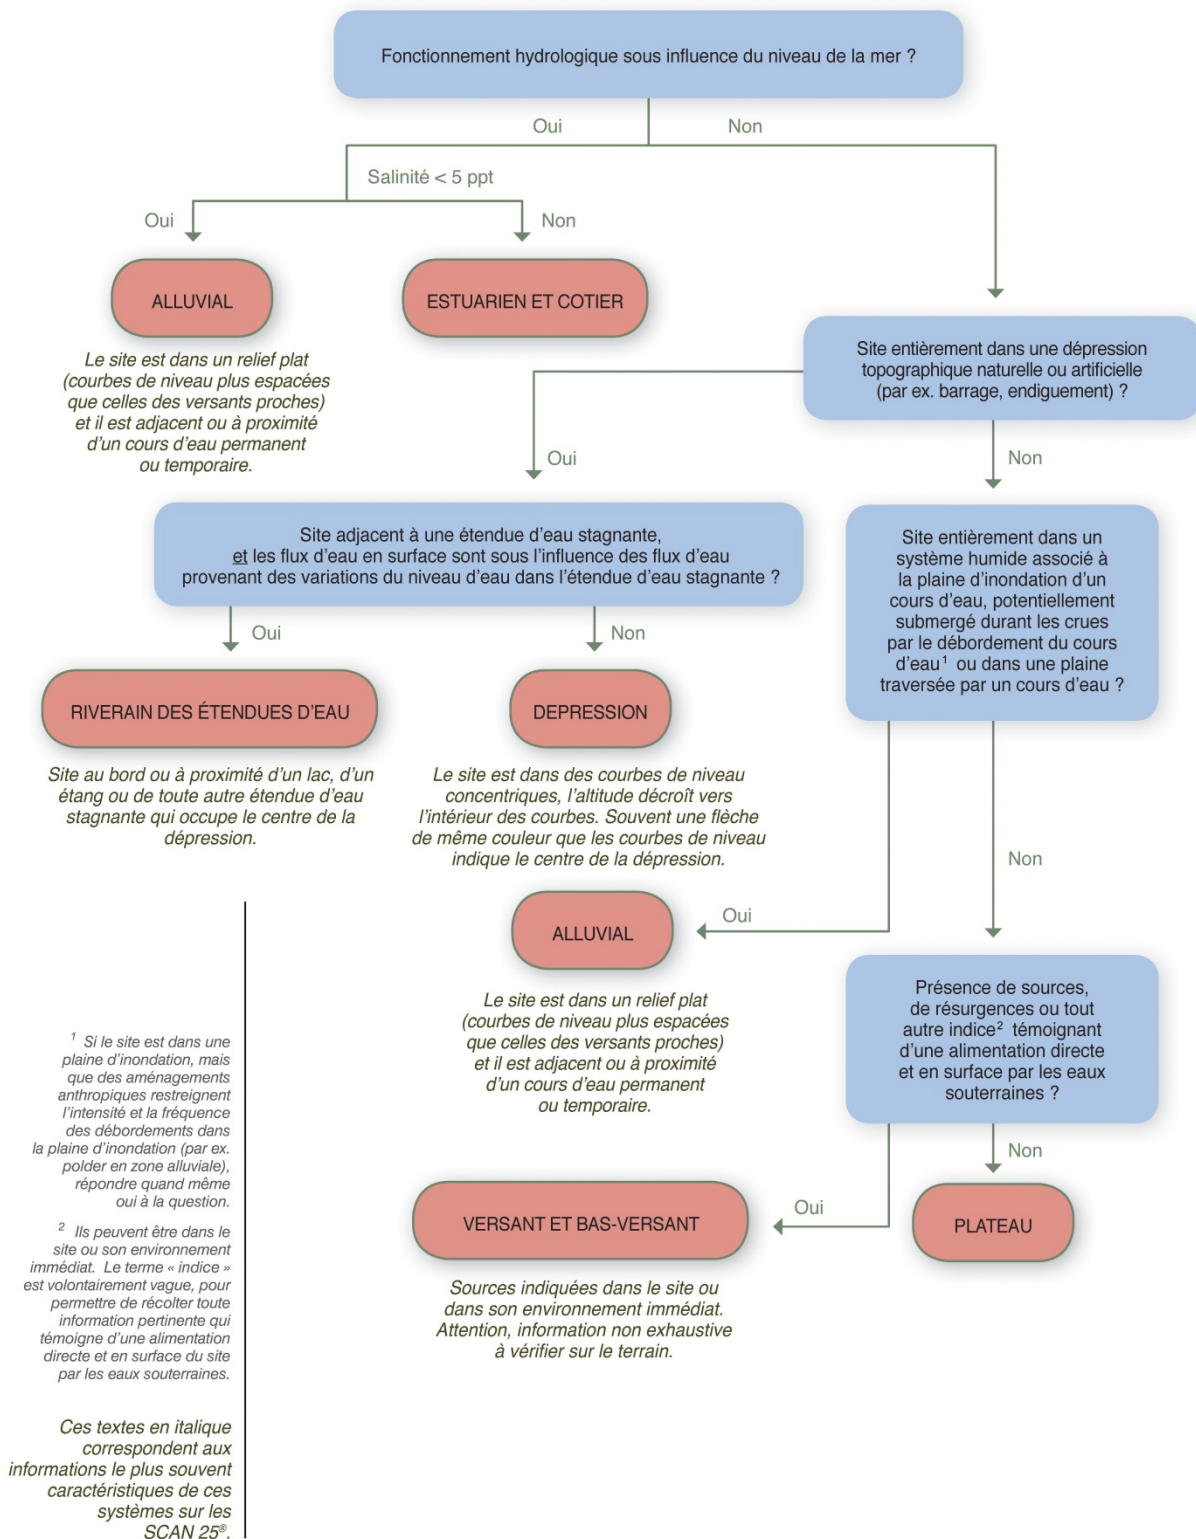 Fonctionnement hydrologique sous influence du niveau de la mer ?
Oui
Non
Salinité < 5 ppt
Oui
Non
ALLUVIAL
ESTUARIEN ET COTIER
Le site est dans un relief plat
(courbes de niveau plus espacées
que celles des versants proches)
et il est adjacent ou à proximité
d’un cours d’eau permanent
ou temporaire.
Site entièrement dans une dépression
topographique naturelle ou artificielle
(par ex. barrage, endiguement) ?
Oui
Non
Site adjacent à une étendue d’eau stagnante,
et les flux d’eau en surface sont sous l’influence des flux d’eau
provenant des variations du niveau d’eau dans l’étendue d’eau stagnante ?
Site entièrement dans un
système humide associé à
la plaine d’inondation d’un
cours d’eau, potentiellement
submergé durant les crues
par le débordement du cours
d’eau¹ ou dans une plaine
traversée par un cours d’eau ?
Oui
Non
RIVERAIN DES ÉTENDUES D’EAU
DEPRESSION
Site au bord ou à proximité d’un lac, d’un
étang ou de toute autre étendue d’eau
stagnante qui occupe le centre de la
dépression.
Le site est dans des courbes de niveau
concentriques, l’altitude décroît vers
l’intérieur des courbes. Souvent une flèche
de même couleur que les courbes de niveau
indique le centre de la dépression.
Non
Oui
ALLUVIAL
Le site est dans un relief plat
(courbes de niveau plus espacées
que celles des versants proches)
et il est adjacent ou à proximité
d’un cours d’eau permanent
ou temporaire.
Présence de sources,
de résurgences ou tout
autre indice² témoignant
d’une alimentation directe
et en surface par les eaux
souterraines ?
Non
Oui
VERSANT ET BAS-VERSANT
PLATEAU
Sources indiquées dans le site ou
dans son environnement immédiat.
Attention, information non exhaustive
à vérifier sur le terrain.
¹ Si le site est dans une
plaine d’inondation, mais
que des aménagements
anthropiques restreignent
l’intensité et la fréquence
des débordements dans
la plaine d’inondation (par ex.
polder en zone alluviale),
répondre quand même
oui à la question.
² Ils peuvent être dans le
site ou son environnement
immédiat. Le terme « indice »
est volontairement vague, pour
permettre de récolter toute
information pertinente qui
témoigne d’une alimentation
directe et en surface du site
par les eaux souterraines.
Ces textes en italique
correspondent aux
informations le plus souvent
caractéristiques de ces
systèmes sur les
SCAN 25®.